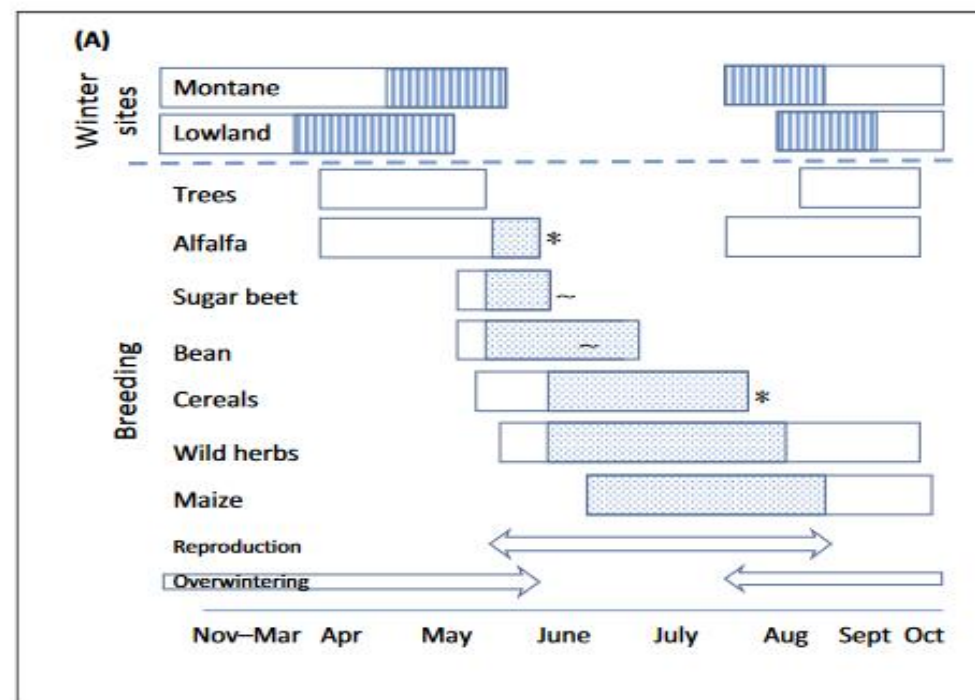 (A)
Winter sites
Montane
Lowland
Breeding
Trees
Alfalfa
*
Sugar beet
~
Bean
~
Cereals
*
Wild herbs
Maize
Reproduction
Overwintering
Nov–Mar Apr May June July Aug Sept Oct